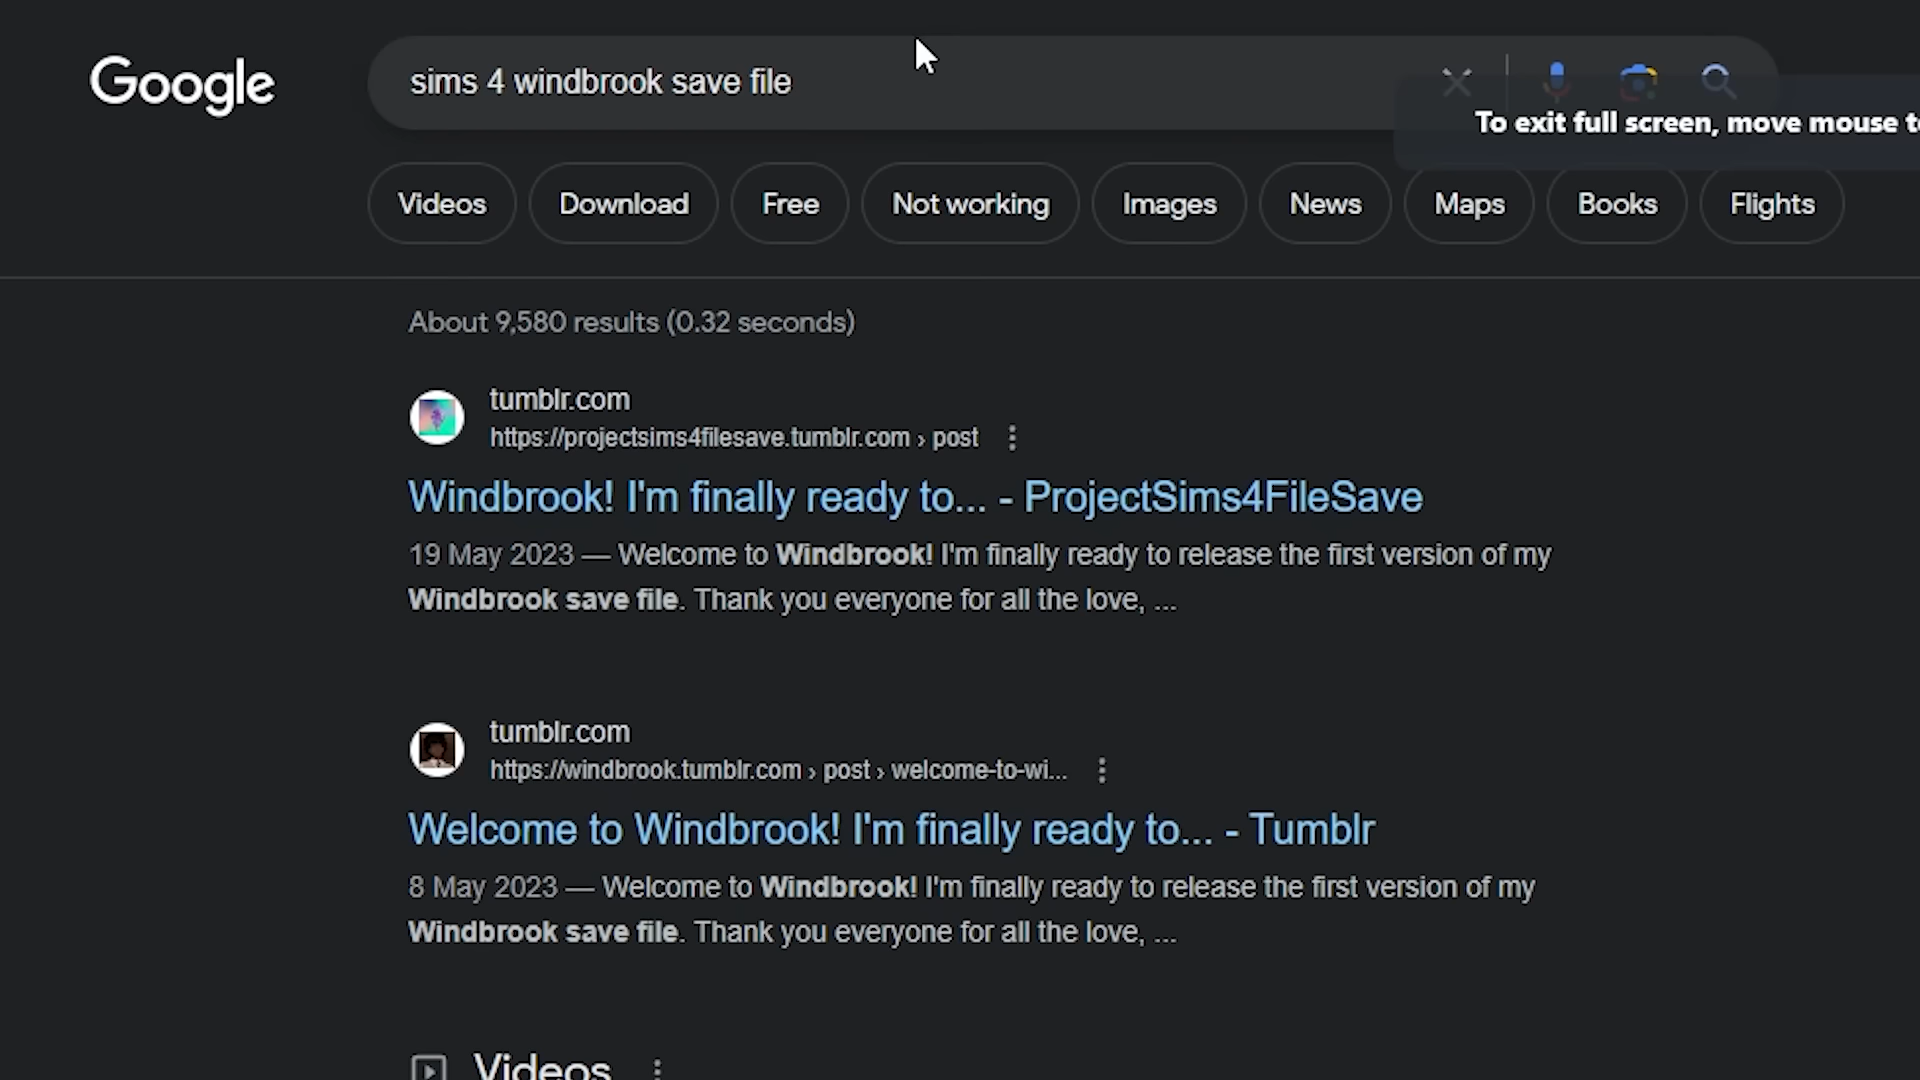 Google
sims 4 windbrook save file
To exit full screen, move mouse
Videos
Download
Free
Not working
Images
News
Maps
Books
Flights
About 9,580 results (0.32 seconds)
tumblr.com
https://projectsims4filesave.tumblr.com › post
Windbrook! I'm finally ready to... - ProjectSims4FileSave
19 May 2023 — Welcome to Windbrook! I'm finally ready to release the first version of my
Windbrook save file. Thank you everyone for all the love, ...
tumblr.com
https://windbrook.tumblr.com › post › welcome-to-wi...
Welcome to Windbrook! I'm finally ready to... - Tumblr
8 May 2023 — Welcome to Windbrook! I'm finally ready to release the first version of my
Windbrook save file. Thank you everyone for all the love, ...
Videos